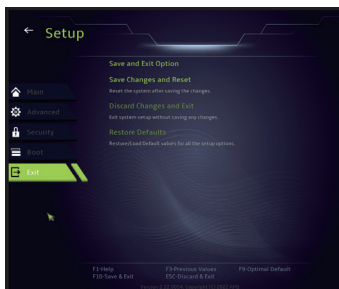 Setup
Save and Exit Option
Save Changes and Reset
Reset the system after saving the changes.
Main
Discard Changes and Exit
Advanced
Exit system setup without saving any changes.
Security
Restore Defaults
Restore/Load Default values for all the setup options.
Boot
Exit
F1-Help
F3-Previous Values
F9-Optimal Default
F10-Save & Exit
ESC-Discard & Exit